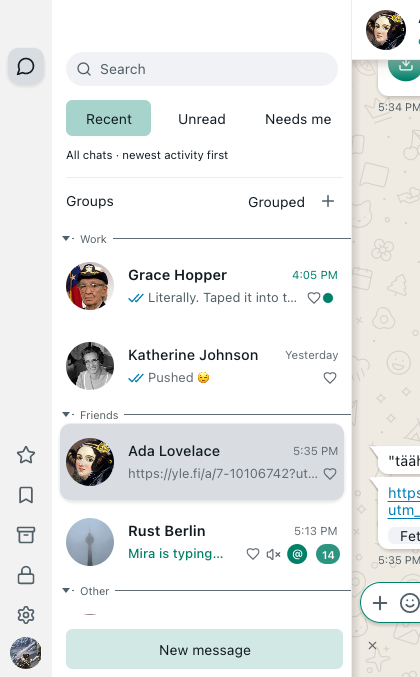 Search
Recent
Unread
Needs me
All chats · newest activity first
Groups
Grouped
Work
Grace Hopper
4:05 PM
Literally. Taped it into t…
Katherine Johnson
Yesterday
Pushed
Friends
Ada Lovelace
5:35 PM
https://yle.fi/a/7-10106742?ut…
Rust Berlin
5:13 PM
Mira is typing…
@
14
Other
New message
5:34 PM
"tääh
https
utm_
Fet
5:35 PM